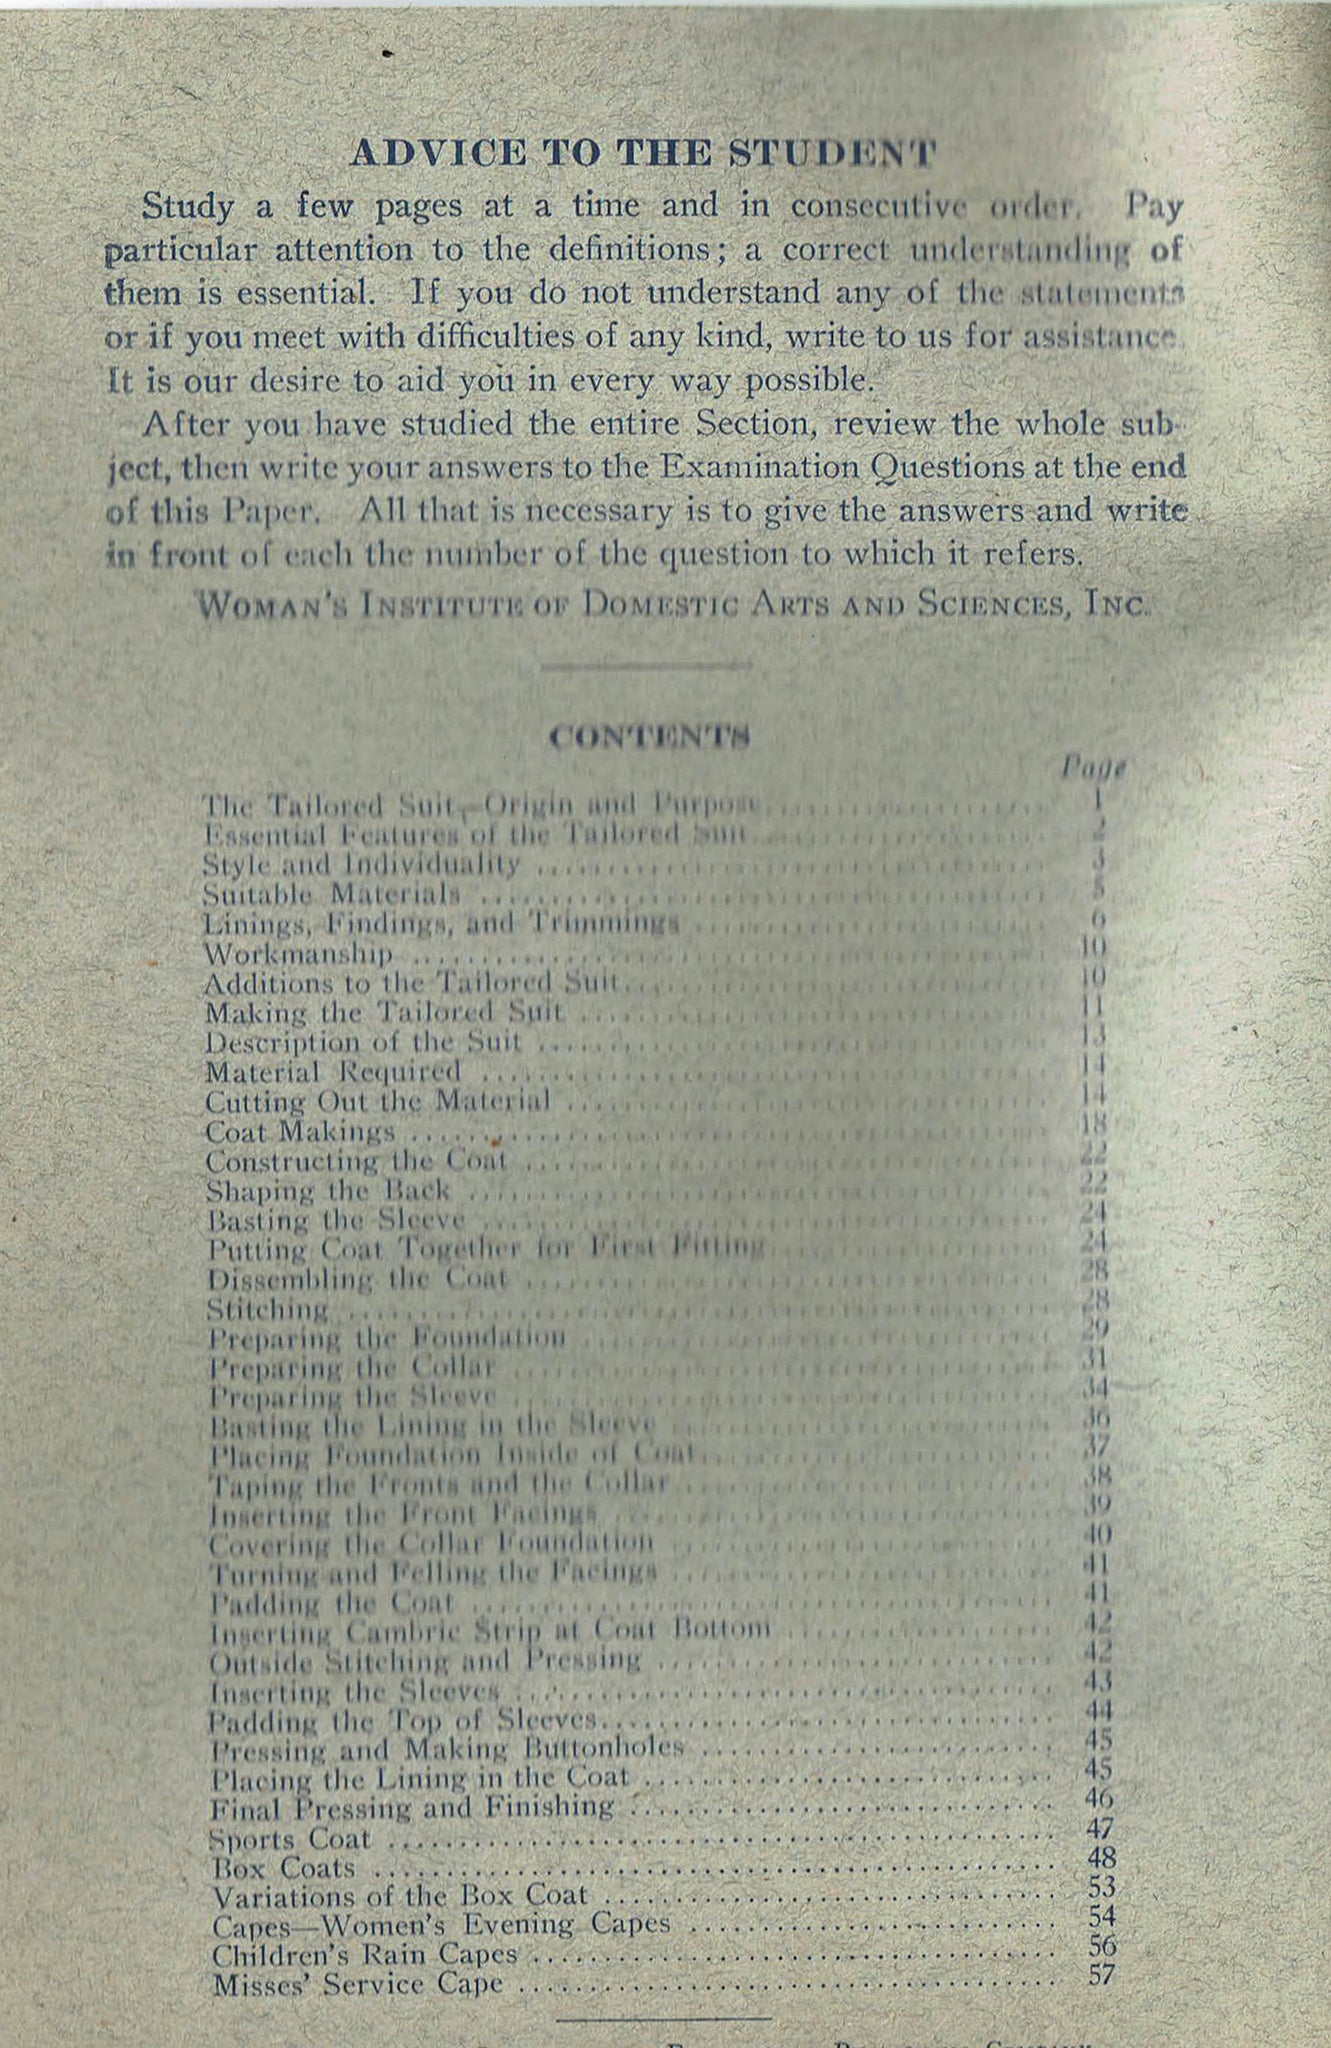 ADVICE TO THE STUDENT
Study a few pages at a time and in consecutive order. Pay
particular attention to the definitions; a correct understanding of
them is essential. If you do not understand any of the statements
or if you meet with difficulties of any kind, write to us for assistance.
It is our desire to aid you in every way possible.
After you have studied the entire Section, review the whole sub-
ject, then write your answers to the Examination Questions at the end
of this Paper. All that is necessary is to give the answers and write
in front of each the number of the question to which it refers.
WOMAN'S INSTITUTE OF DOMESTIC ARTS AND SCIENCES, INC.
CONTENTS
Page
The Tailored Suit—Origin and Purpose 1
Essential Features of the Tailored Suit 2
Style and Individuality 3
Suitable Materials 5
Linings, Findings, and Trimmings 6
Workmanship 10
Additions to the Tailored Suit 10
Making the Tailored Suit 11
Description of the Suit 13
Material Required 14
Cutting Out the Material 14
Coat Makings 18
Constructing the Coat 22
Shaping the Back 22
Basting the Sleeve 24
Putting Coat Together for First Fitting 24
Dissembling the Coat 28
Stitching 28
Preparing the Foundation 29
Preparing the Collar 31
Preparing the Sleeve 34
Basting the Lining in the Sleeve 36
Placing Foundation Inside of Coat 37
Taping the Fronts and the Collar 38
Inserting the Front Facings 39
Covering the Collar Foundation 40
Turning and Felling the Facings 41
Padding the Coat 41
Inserting Cambric Strip at Coat Bottom 42
Outside Stitching and Pressing 42
Inserting the Sleeves 43
Padding the Top of Sleeves 44
Pressing and Making Buttonholes 45
Placing the Lining in the Coat 45
Final Pressing and Finishing 46
Sports Coat 47
Box Coats 48
Variations of the Box Coat 53
Capes—Women's Evening Capes 54
Children's Rain Capes 56
Misses' Service Cape 57